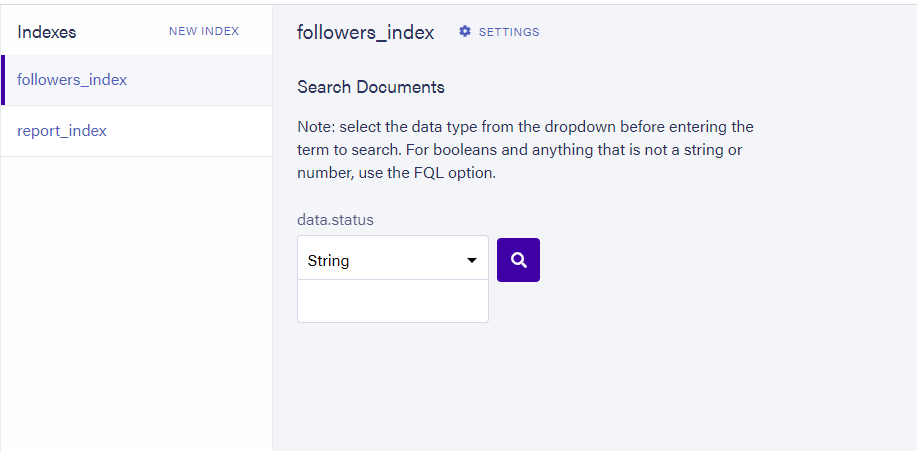 Indexes
NEW INDEX
followers_index
report_index
followers_index
SETTINGS
Search Documents
Note: select the data type from the dropdown before entering the
term to search. For booleans and anything that is not a string or
number, use the FQL option.
data.status
String